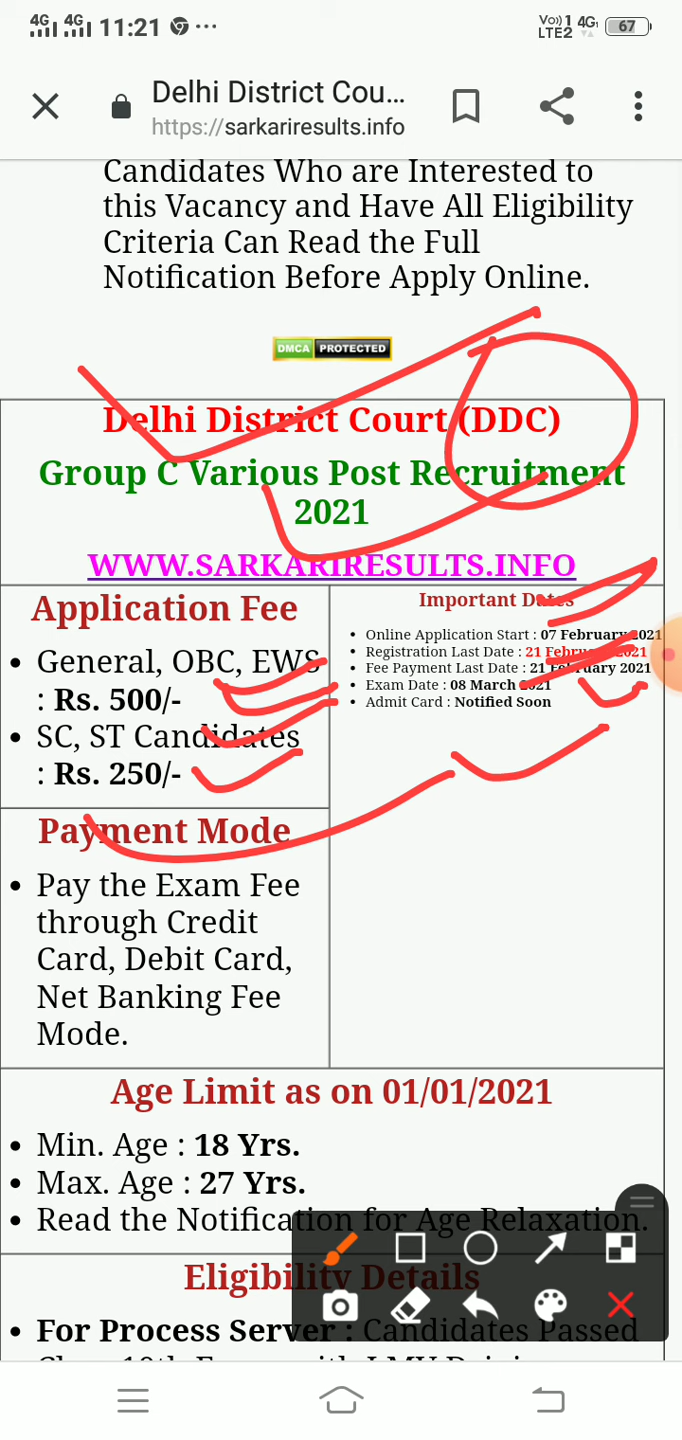 4G 4G 11:21
Vo) 1 4G
LTE2
67
Delhi District Cou...
https://sarkariresults.info
Candidates Who are Interested to
this Vacancy and Have All Eligibility
Criteria Can Read the Full
Notification Before Apply Online.
DMCA PROTECTED
Delhi District Court (DDC)
Group C Various Post Recruitment
2021
WWW.SARKARIRESULTS.INFO
Application Fee
• General, OBC, EWS
: Rs. 500/-
• SC, ST Candidates
: Rs. 250/-
Important Dates
• Online Application Start : 07 February 2021
• Registration Last Date : 21 February 2021
• Fee Payment Last Date : 21 February 2021
• Exam Date : 08 March 2021
• Admit Card : Notified Soon
Payment Mode
• Pay the Exam Fee
through Credit
Card, Debit Card,
Net Banking Fee
Mode.
Age Limit as on 01/01/2021
• Min. Age : 18 Yrs.
• Max. Age : 27 Yrs.
• Read the Notification for Age Relaxation.
Eligibility Details
• For Process Server : Candidates Passed